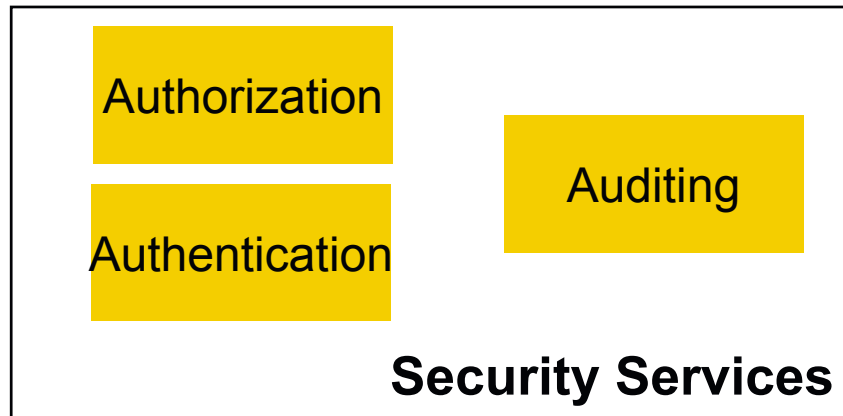 Authorization
Auditing
Authentication
Security Services